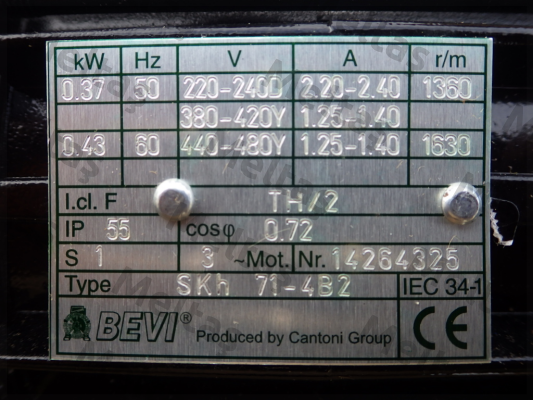 kW Hz V A r/m
0.37 50 220-240D 2.20-2.40 1360
380-420Y 1.25-1.40
0.43 60 440-480Y 1.25-1.40 1630
I.cl. F TH/2
IP 55 cosφ 0.72
S 1 3 ~Mot. Nr. 14264325
Type SKh 71-4B2 IEC 34-1
BEVI® Produced by Cantoni Group CE